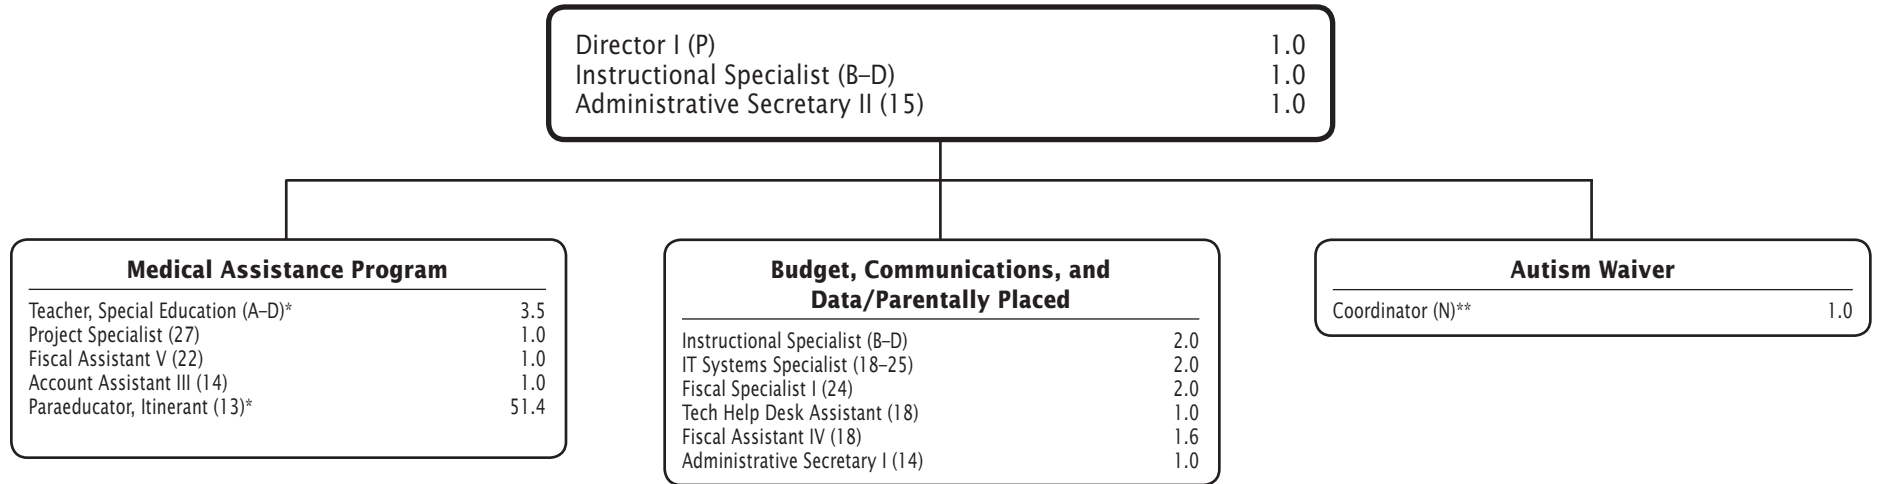 Director I (P) 1.0
Instructional Specialist (B–D) 1.0
Administrative Secretary II (15) 1.0
Medical Assistance Program
Teacher, Special Education (A–D)* 3.5
Project Specialist (27) 1.0
Fiscal Assistant V (22) 1.0
Account Assistant III (14) 1.0
Paraeducator, Itinerant (13)* 51.4
Budget, Communications, and
Data/Parentally Placed
Instructional Specialist (B–D) 2.0
IT Systems Specialist (18–25) 2.0
Fiscal Specialist I (24) 2.0
Tech Help Desk Assistant (18) 1.0
Fiscal Assistant IV (18) 1.6
Administrative Secretary I (14) 1.0
Autism Waiver
Coordinator (N)** 1.0